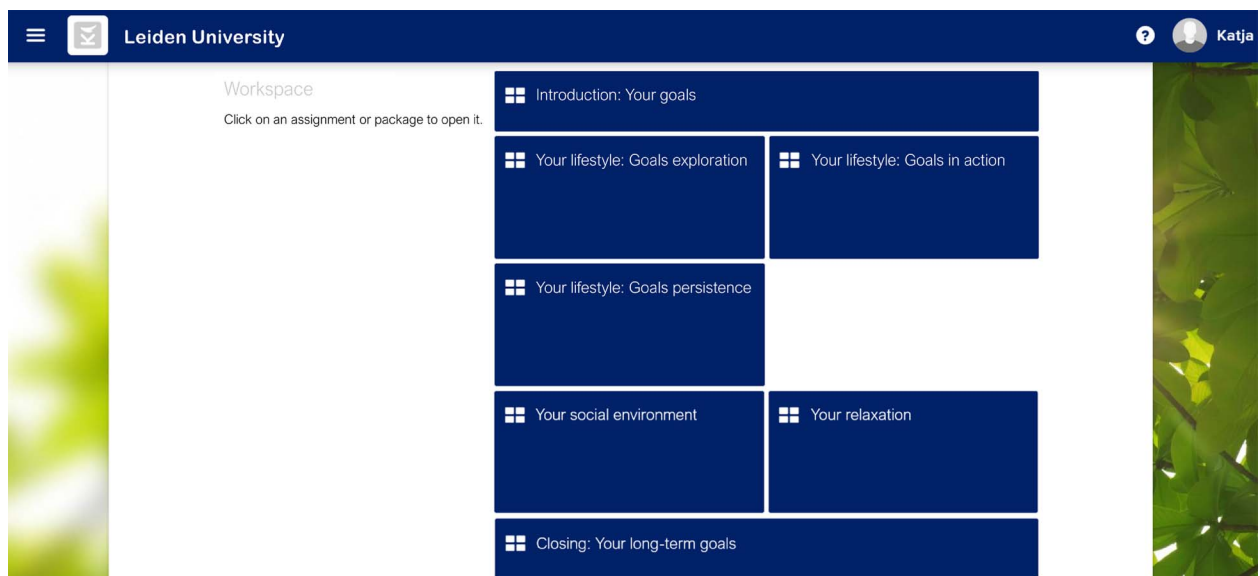 Leiden University
?
Katja
Workspace
Click on an assignment or package to open it.
Introduction: Your goals
Your lifestyle: Goals exploration
Your lifestyle: Goals in action
Your lifestyle: Goals persistence
Your social environment
Your relaxation
Closing: Your long-term goals